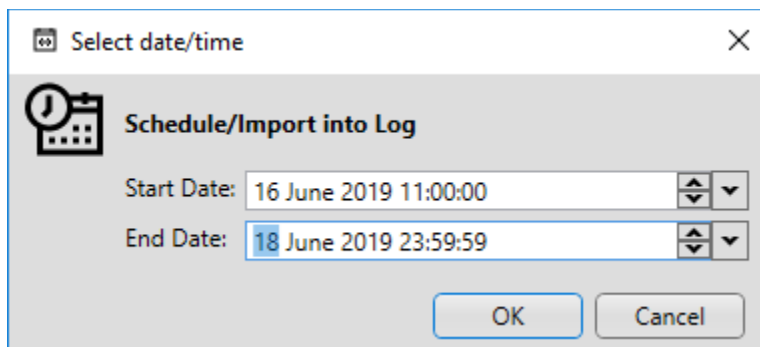 Select date/time
Schedule/Import into Log
Start Date: 16 June 2019 11:00:00
End Date: 18 June 2019 23:59:59
OK Cancel